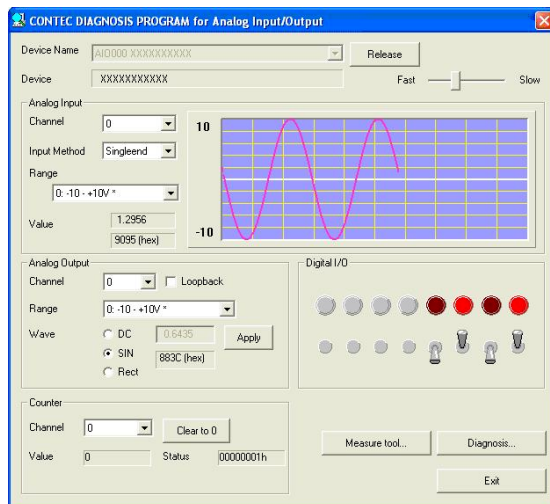 CONTEC DIAGNOSIS PROGRAM for Analog Input/Output
Device Name AIO000 XXXXXXXXXX Release
Device XXXXXXXXXXX Fast Slow
Analog Input
Channel 0
Input Method Singleend
Range
0: -10 - +10V *
Value 1.2956
9095 (hex)
10
-10
Analog Output
Channel 0 Loopback
Range 0: -10 - +10V *
Wave DC 0.6435 Apply
SIN 883C (hex)
Rect
Digital I/O
Counter
Channel 0 Clear to 0
Value 0 Status 00000001h
Measure tool... Diagnosis...
Exit